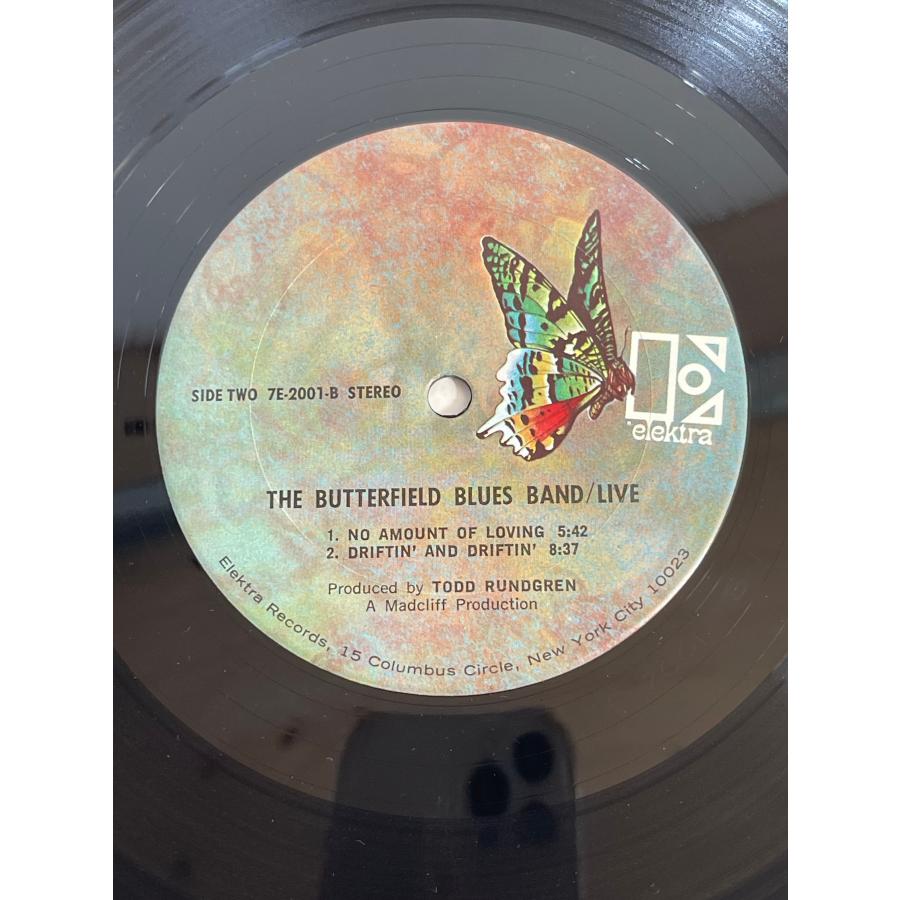 SIDE TWO 7E-2001-B STEREO
elektra
THE BUTTERFIELD BLUES BAND/LIVE
1. NO AMOUNT OF LOVING 5:42
2. DRIFTIN' AND DRIFTIN' 8:37
Produced by TODD RUNDGREN
A Madcliff Production
Elektra Records, 15 Columbus Circle, New York City 10023